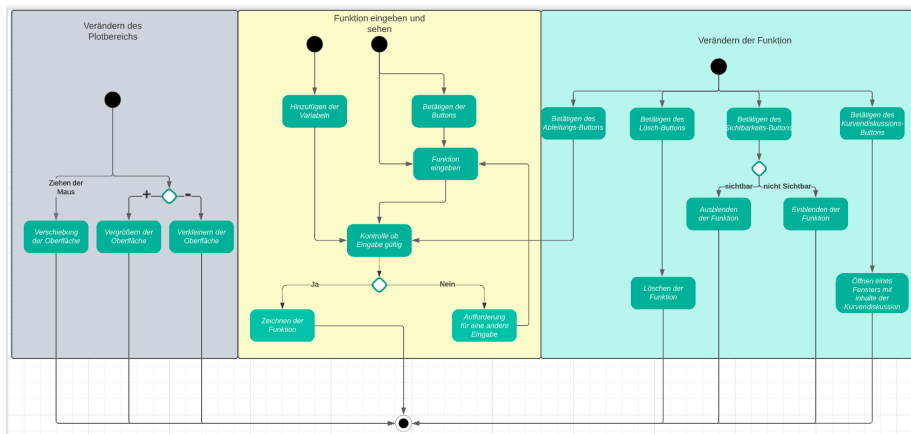 Verändern des
Plotbereichs
Ziehen der
Maus
+
-
Verschiebung
der Oberfläche
Vergrößern der
Oberfläche
Verkleinern der
Oberfläche
Funktion eingeben und
sehen
Hinzufügen der
Variabeln
Betätigen der
Buttons
Funktion
eingeben
Kontrolle ob
Eingabe gültig
Ja
Nein
Zeichnen der
Funktion
Aufforderung
für eine andere
Eingabe
Verändern der Funktion
Betätigen des
Ableitungs-Buttons
Betätigen des
Lösch-Buttons
Betätigen des
Sichtbarkeits-Buttons
Betätigen des
Kurvendiskussions-
Buttons
sichtbar
nicht Sichtbar
Ausblenden
der Funktion
Einblenden der
Funktion
Löschen der
Funktion
Öffnen eines
Fensters mit
inhalte der
Kurvendiskussion